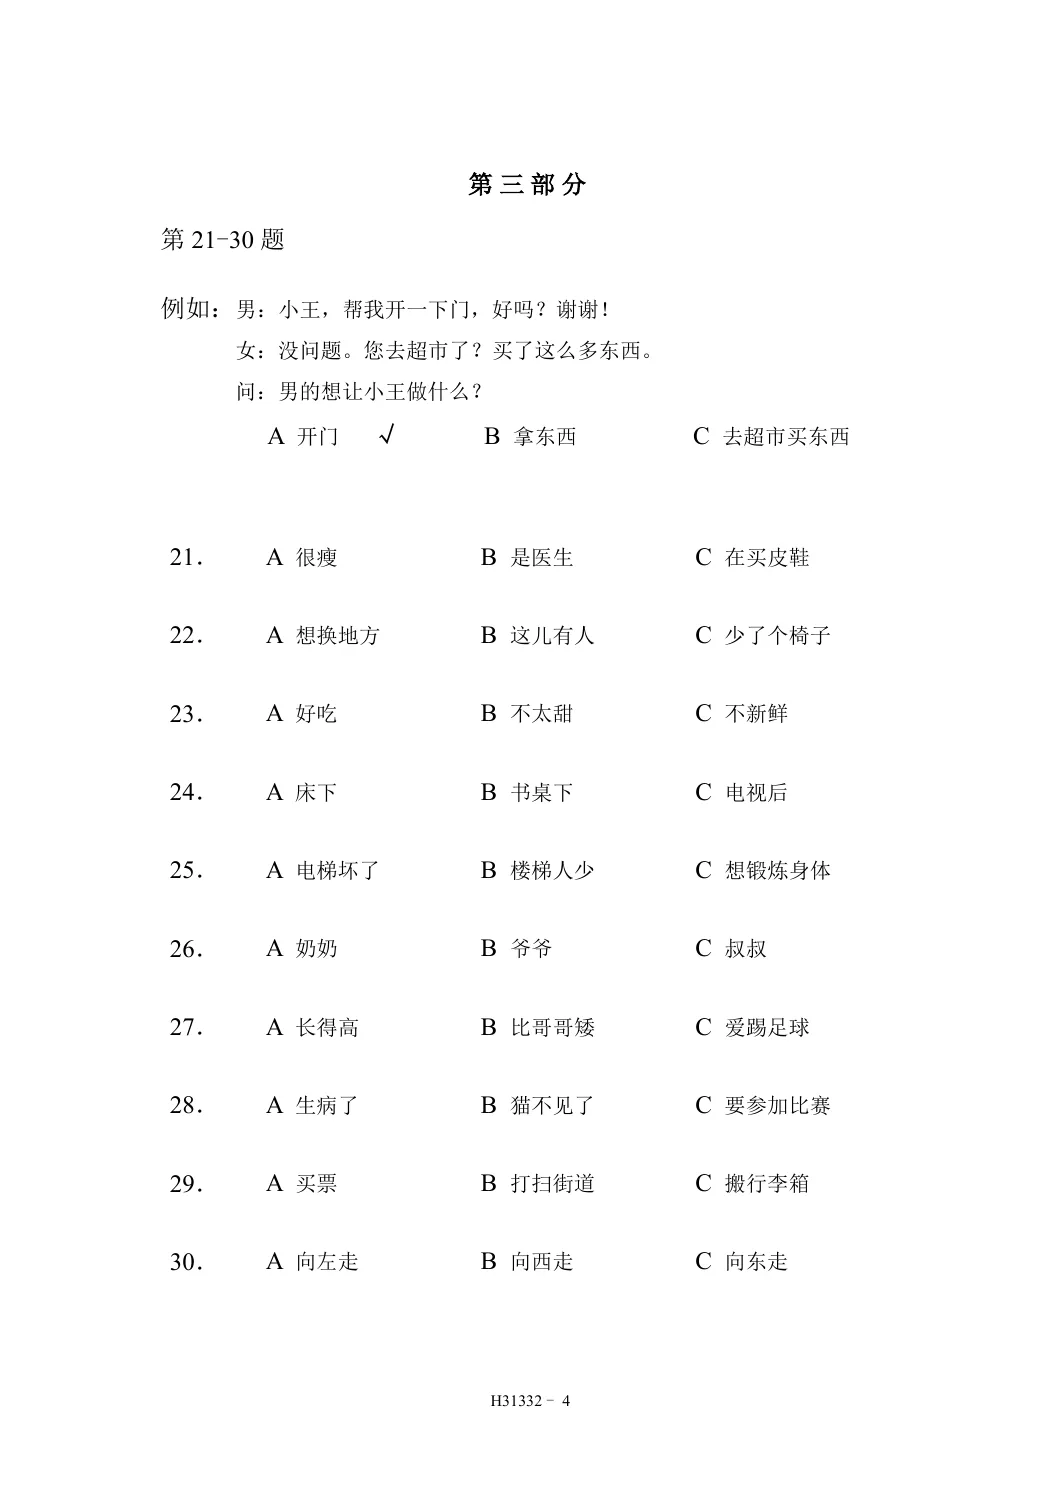 第三部分
第 21-30 题
例如：男：小王，帮我开一下门，好吗？谢谢！
女：没问题。您去超市了？买了这么多东西。
问：男的想让小王做什么？
A 开门 √ B 拿东西 C 去超市买东西
21． A 很瘦 B 是医生 C 在买皮鞋
22． A 想换地方 B 这儿有人 C 少了个椅子
23． A 好吃 B 不太甜 C 不新鲜
24． A 床下 B 书桌下 C 电视后
25． A 电梯坏了 B 楼梯人少 C 想锻炼身体
26． A 奶奶 B 爷爷 C 叔叔
27． A 长得高 B 比哥哥矮 C 爱踢足球
28． A 生病了 B 猫不见了 C 要参加比赛
29． A 买票 B 打扫街道 C 搬行李箱
30． A 向左走 B 向西走 C 向东走
H31332 - 4